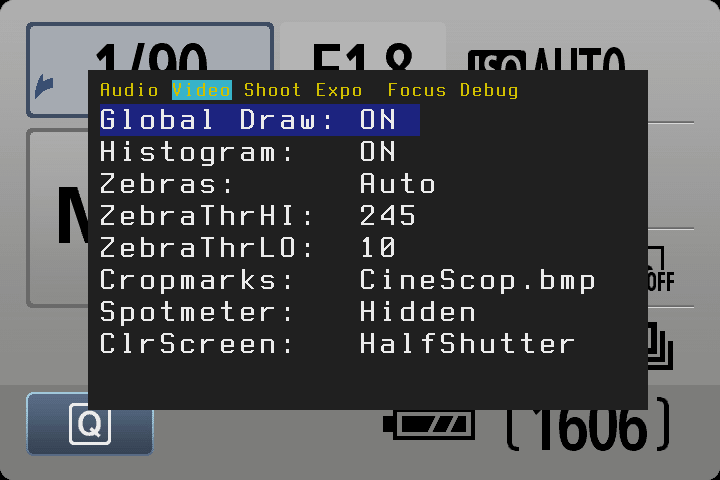 1/80 F1.8 ISO AUTO
Audio Video Shoot Expo Focus Debug
Global Draw: ON
Histogram: ON
Zebras: Auto
ZebraThrHI: 245
ZebraThrLO: 10
Cropmarks: CineScop.bmp
OFF
Spotmeter: Hidden
ClrScreen: HalfShutter
Q [1606]